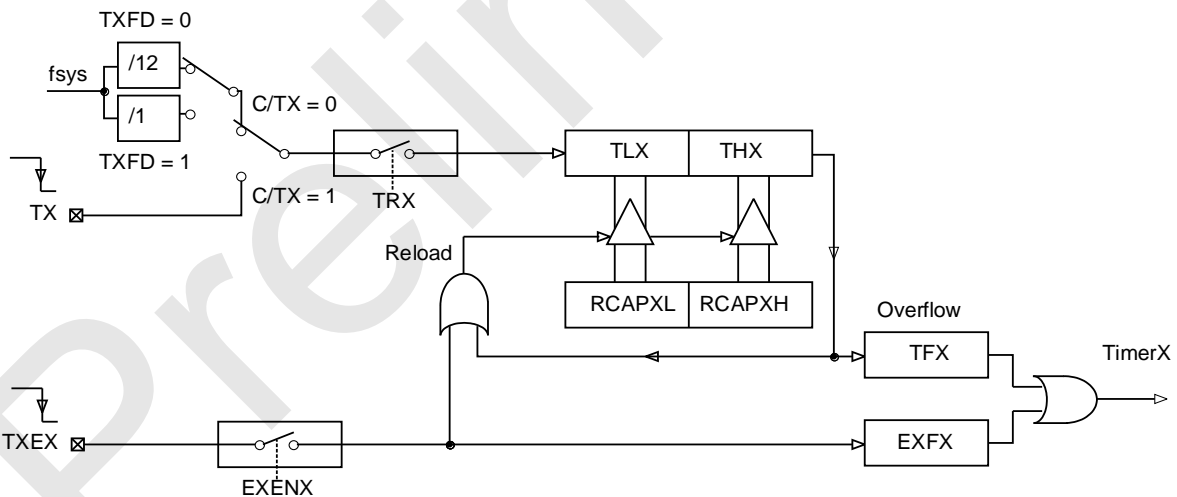 TXFD = 0
/12
fsys
C/TX = 0
/1
TXFD = 1
TLX THX
TX
C/TX = 1
TRX
Reload
RCAPXL RCAPXH
Overflow
TFX
TimerX
TXEX
EXFX
EXENX
Prelin